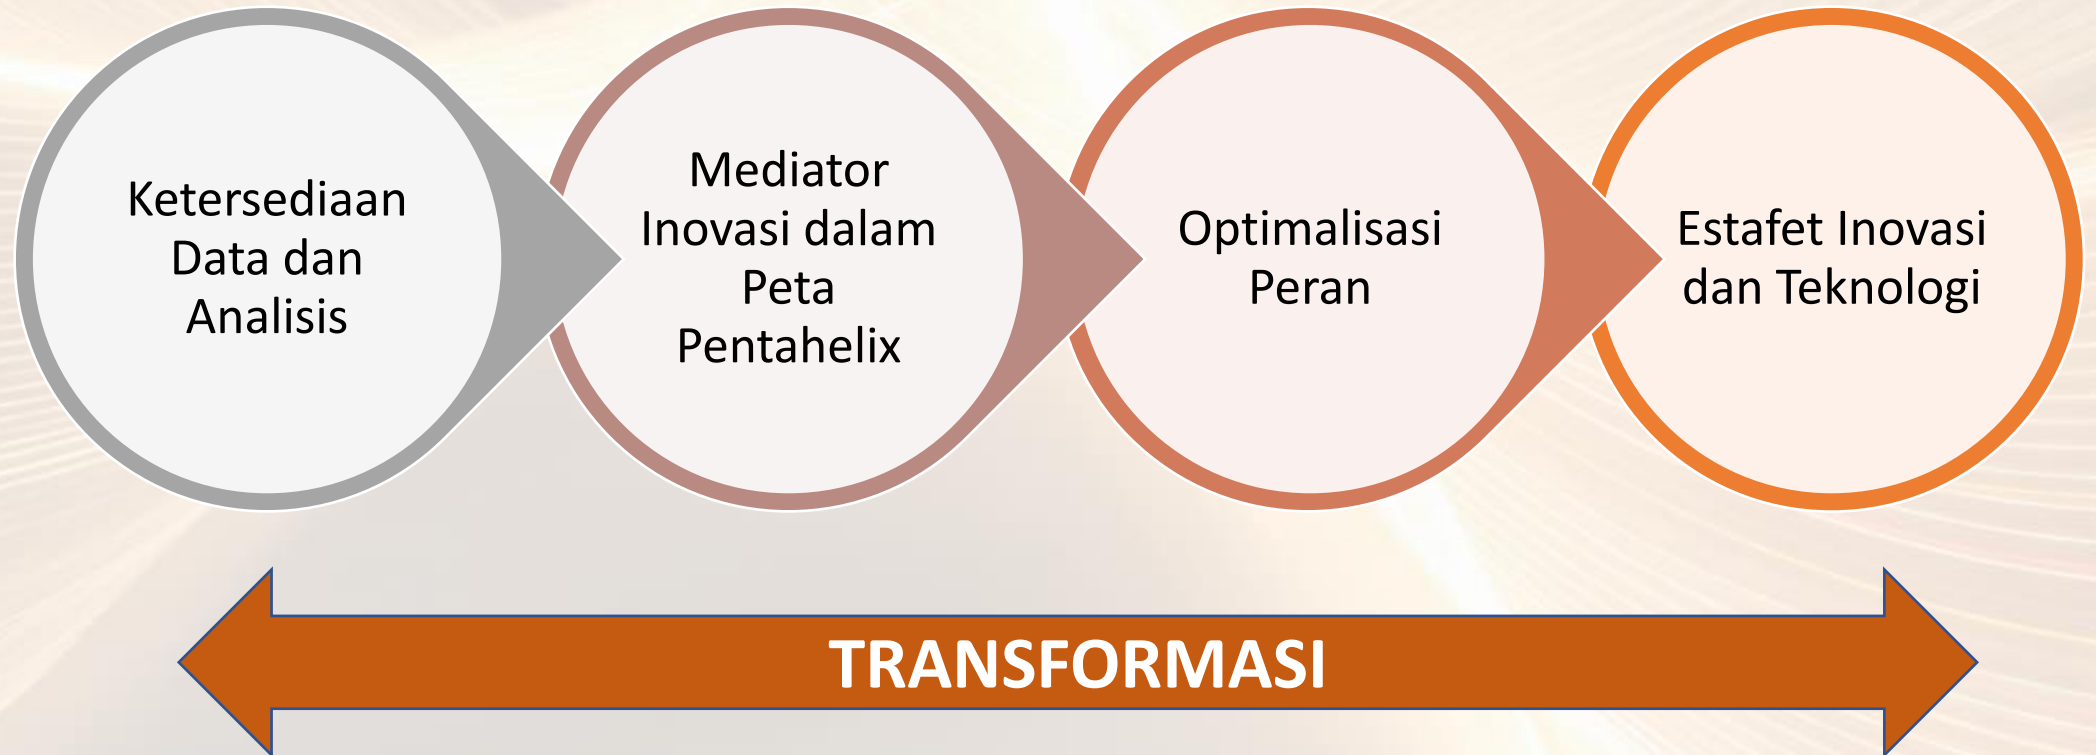 Ketersediaan
Data dan
Analisis
Mediator
Inovasi dalam
Peta
Pentahelix
Optimalisasi
Peran
Estafet Inovasi
dan Teknologi
TRANSFORMASI